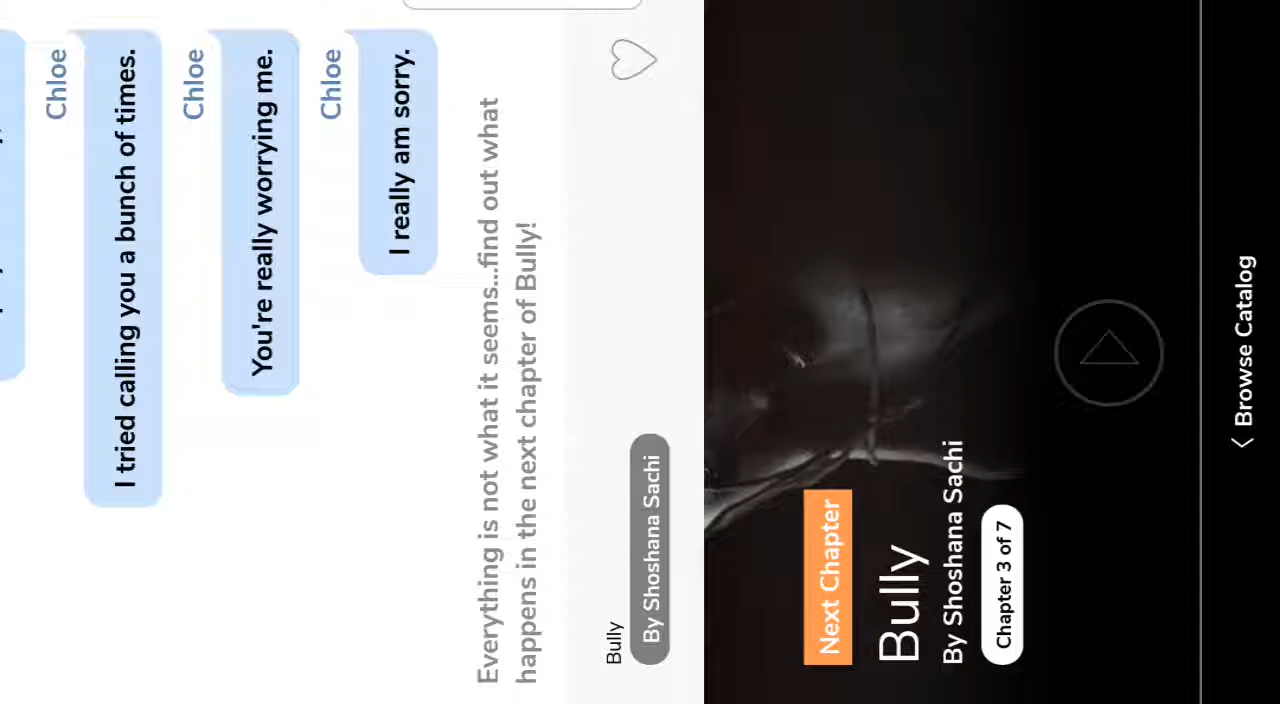 Chloe
I tried calling you a bunch of times.
Chloe
You're really worrying me.
Chloe
I really am sorry.
Everything is not what it seems...find out what
happens in the next chapter of Bully!
Bully
By Shoshana Sachi
Next Chapter
Bully
By Shoshana Sachi
Chapter 3 of 7
Browse Catalog